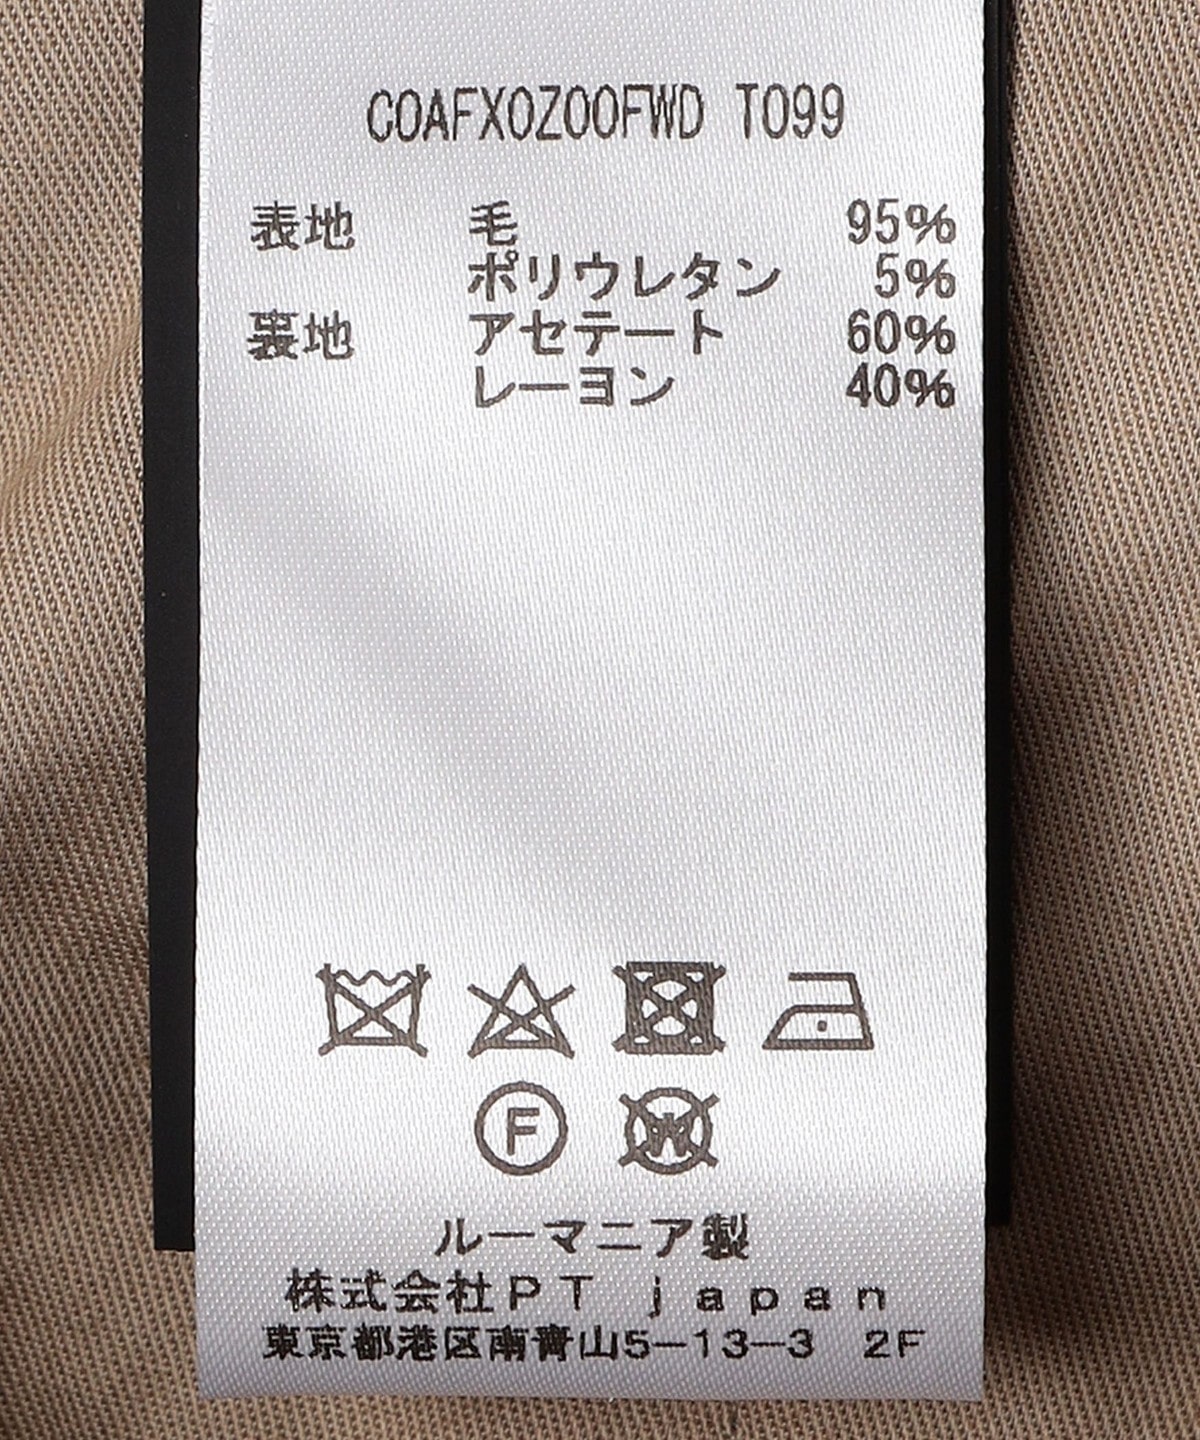 COAFX0Z00FWD T099
表地 毛 95%
ポリウレタン 5%
裏地 アセテート 60%
レーヨン 40%
F W
ルーマニア製
株式会社PT japan
東京都港区南青山5-13-3 2F